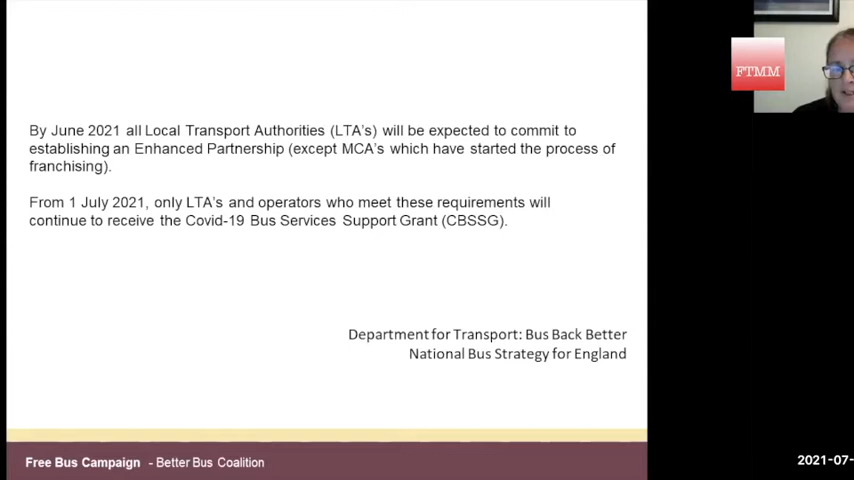 By June 2021 all Local Transport Authorities (LTA's) will be expected to commit to
establishing an Enhanced Partnership (except MCA's which have started the process of
franchising).
From 1 July 2021, only LTA's and operators who meet these requirements will
continue to receive the Covid-19 Bus Services Support Grant (CBSSG).
Department for Transport: Bus Back Better
National Bus Strategy for England
Free Bus Campaign - Better Bus Coalition
FTMM
2021-07-